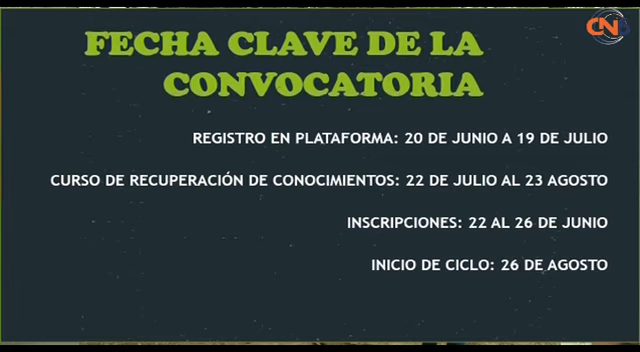 CN
FECHA CLAVE DE LA
CONVOCATORIA
REGISTRO EN PLATAFORMA: 20 DE JUNIO A 19 DE JULIO
CURSO DE RECUPERACIÓN DE CONOCIMIENTOS: 22 DE JULIO AL 23 AGOSTO
INSCRIPCIONES: 22 AL 26 DE JUNIO
INICIO DE CICLO: 26 DE AGOSTO